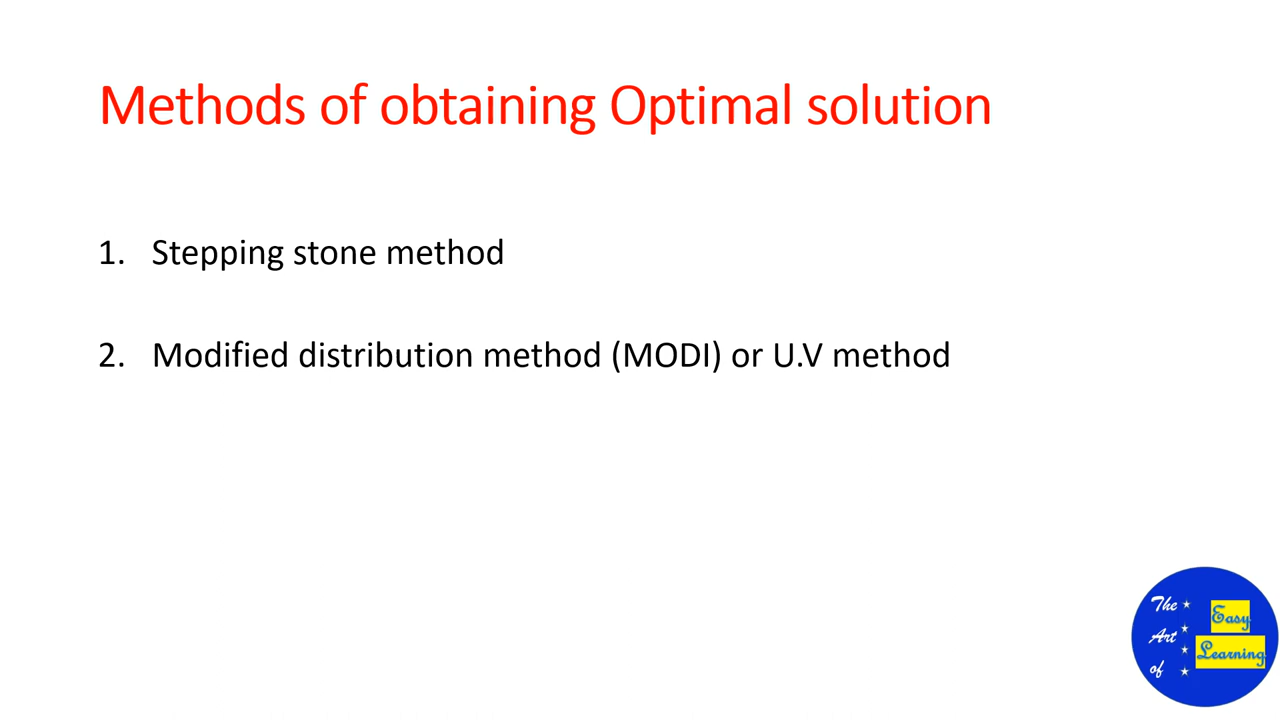 Methods of obtaining Optimal solution
1. Stepping stone method
2. Modified distribution method (MODI) or U.V method
The
Art
of
Easy
Learning